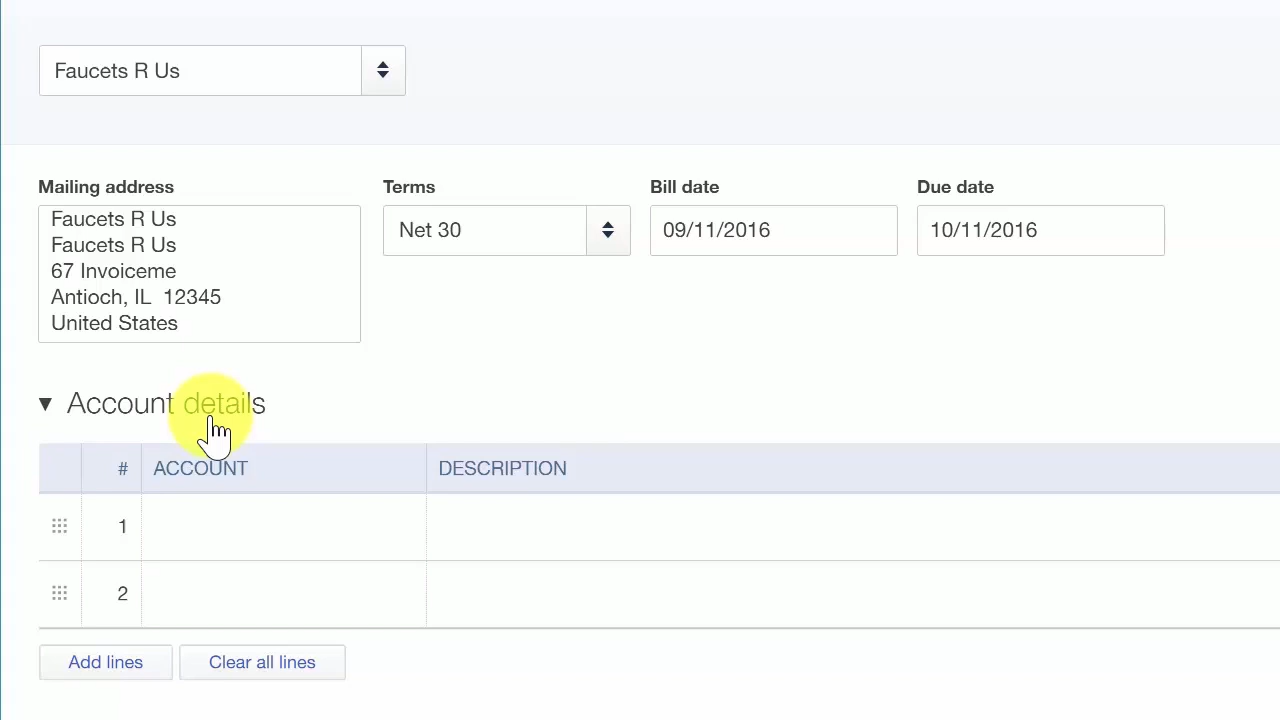 Faucets R Us
Mailing address
Faucets R Us
Faucets R Us
67 Invoiceme
Antioch, IL  12345
United States
Terms
Net 30
Bill date
09/11/2016
Due date
10/11/2016
Account details
# ACCOUNT DESCRIPTION
1
2
Add lines Clear all lines